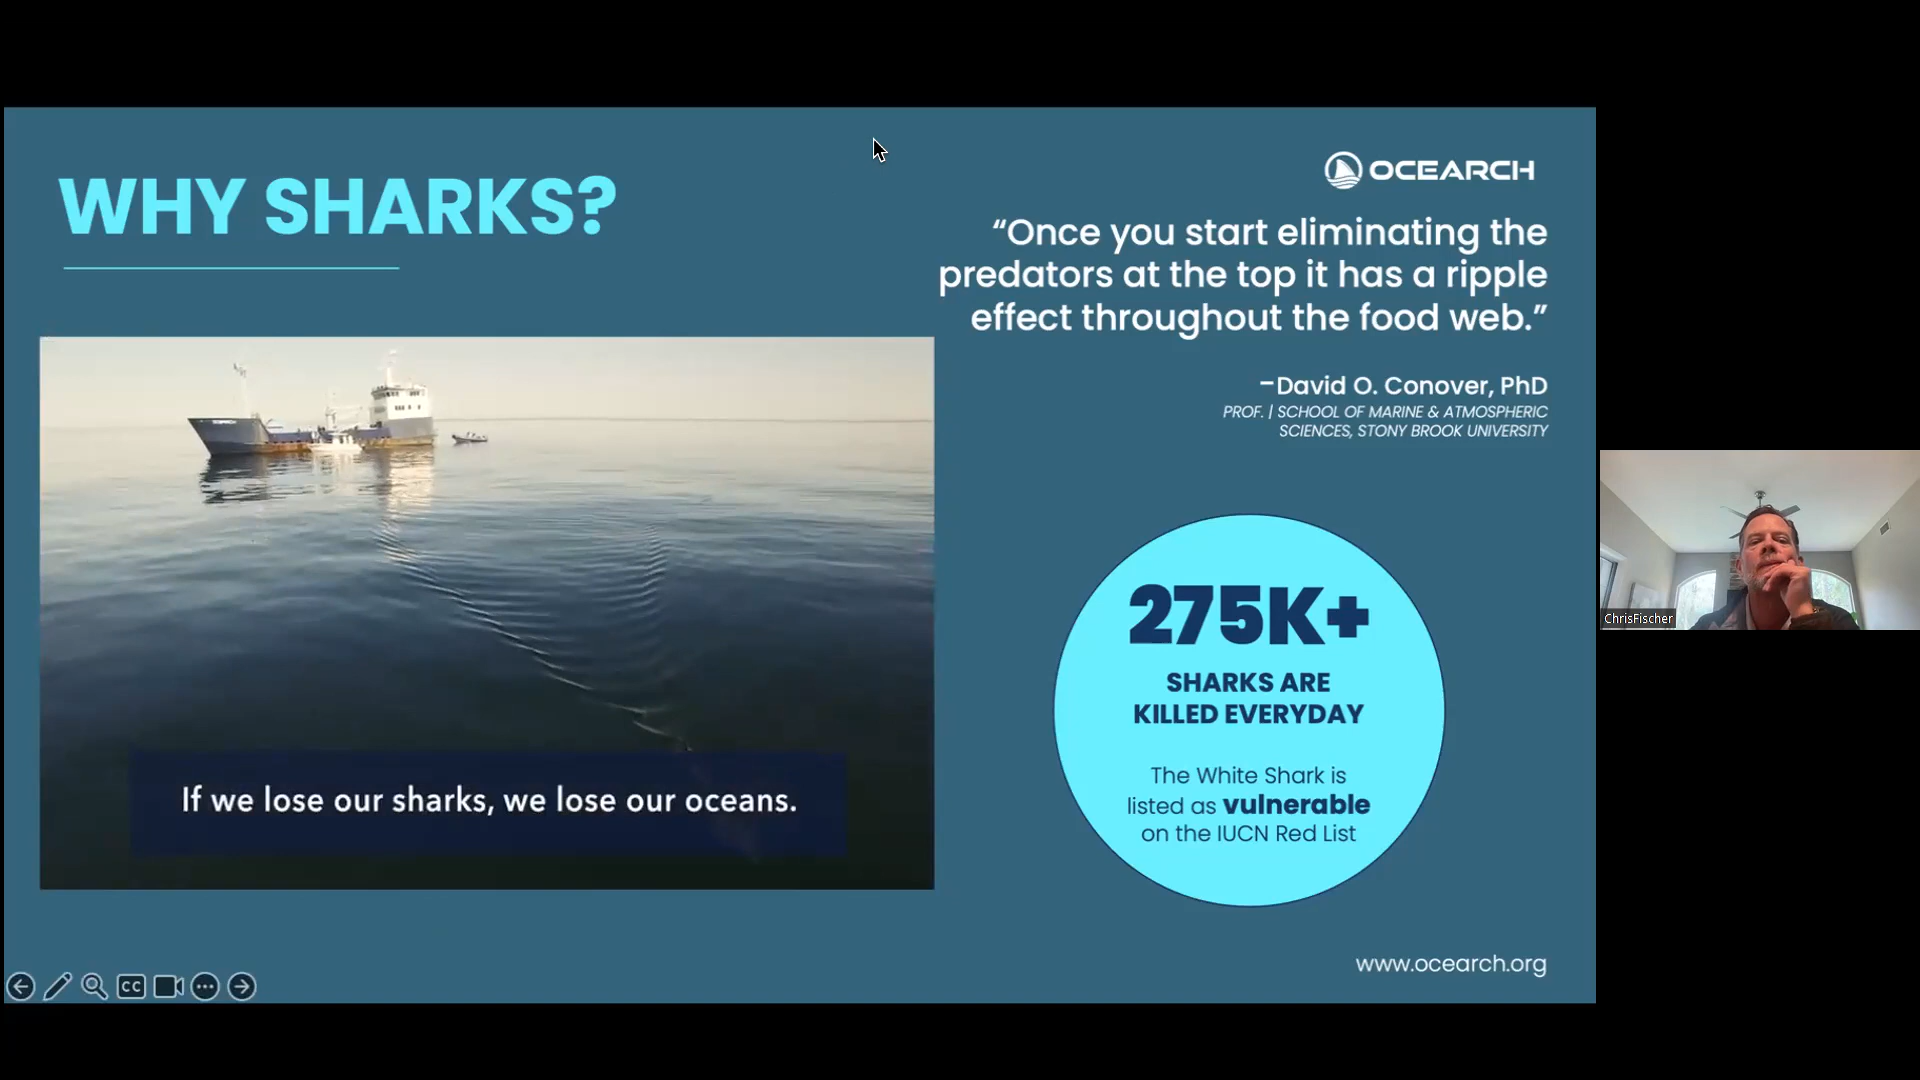 WHY SHARKS?
OCEARCH
“Once you start eliminating the
predators at the top it has a ripple
effect throughout the food web.”
–David O. Conover, PhD
PROF. | SCHOOL OF MARINE & ATMOSPHERIC
SCIENCES, STONY BROOK UNIVERSITY
If we lose our sharks, we lose our oceans.
275K+
SHARKS ARE
KILLED EVERYDAY
The White Shark is
listed as vulnerable
on the IUCN Red List
www.ocearch.org
CC
ChrisFischer